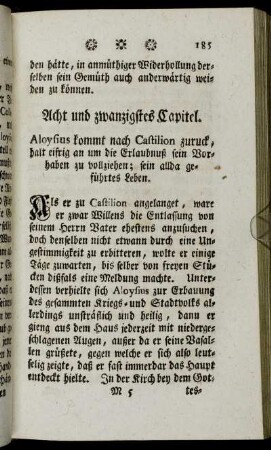 185
den hätte, in anmüthiger Widerhollung der-
selben sein Gemüth auch anderwärtig wei-
den zu können.
Acht und zwanzigstes Capitel.
Aloysius kommt nach Castilion zuruck,
halt eifrig an um die Erlaubnuß sein Vor-
haben zu vollziehen; sein allda ge-
führtes Leben.
Als er zu Castilion angelanget, ware
er zwar Willens die Entlassung von
seinem Herrn Vater ehestens anzusuchen,
doch denselben nicht etwann durch eine Un-
gestimmigkeit zu erbitteren, wolte er einige
Täge zuwarten, bis selber von freyen Stü-
cken dißfals eine Meldung machte. Unter-
dessen verhielte sich Aloysius zur Erbauung
des gesammten Kriegs- und Stadtvolks al-
lerdings unsträflich und heilig, dann er
gieng aus dem Haus jederzeit mit niederge-
schlagenen Augen, ausser da er seine Vasal-
len grüßete, gegen welche er sich also leut-
selig zeigte, daß er fast immerdar das Haupt
entdeckt hielte. In der Kirch bey dem Got-
M 5 tes-